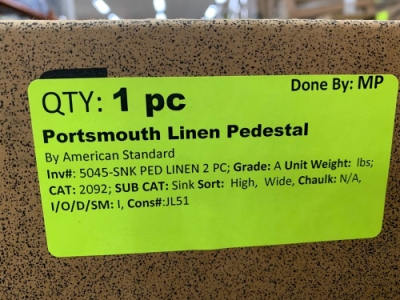 Done By: MP
QTY: 1 pc
Portsmouth Linen Pedestal
By American Standard
Inv#: 5045-SNK PED LINEN 2 PC; Grade: A Unit Weight: lbs;
CAT: 2092; SUB CAT: Sink Sort: High, Wide, Chaulk: N/A,
I/O/D/SM: I, Cons#:JL51